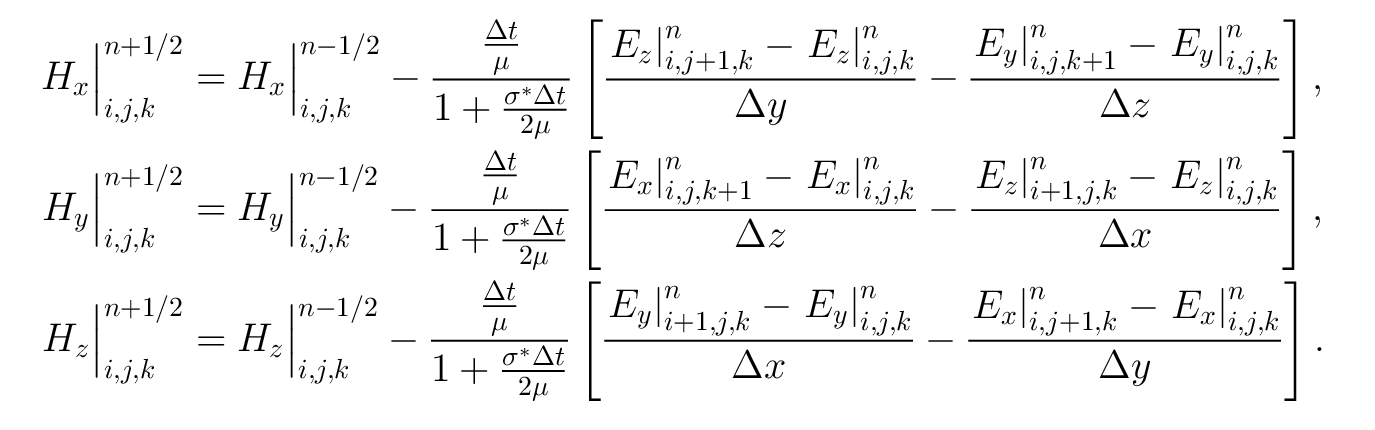 H_x|_{i,j,k}^{n+1/2} = H_x|_{i,j,k}^{n-1/2} - \frac{\frac{\Delta t}{\mu}}{1 + \frac{\sigma^* \Delta t}{2\mu}} \left[ \frac{E_z|_{i,j+1,k}^{n} - E_z|_{i,j,k}^{n}}{\Delta y} - \frac{E_y|_{i,j,k+1}^{n} - E_y|_{i,j,k}^{n}}{\Delta z} \right],
H_y|_{i,j,k}^{n+1/2} = H_y|_{i,j,k}^{n-1/2} - \frac{\frac{\Delta t}{\mu}}{1 + \frac{\sigma^* \Delta t}{2\mu}} \left[ \frac{E_x|_{i,j,k+1}^{n} - E_x|_{i,j,k}^{n}}{\Delta z} - \frac{E_z|_{i+1,j,k}^{n} - E_z|_{i,j,k}^{n}}{\Delta x} \right],
H_z|_{i,j,k}^{n+1/2} = H_z|_{i,j,k}^{n-1/2} - \frac{\frac{\Delta t}{\mu}}{1 + \frac{\sigma^* \Delta t}{2\mu}} \left[ \frac{E_y|_{i+1,j,k}^{n} - E_y|_{i,j,k}^{n}}{\Delta x} - \frac{E_x|_{i,j+1,k}^{n} - E_x|_{i,j,k}^{n}}{\Delta y} \right].